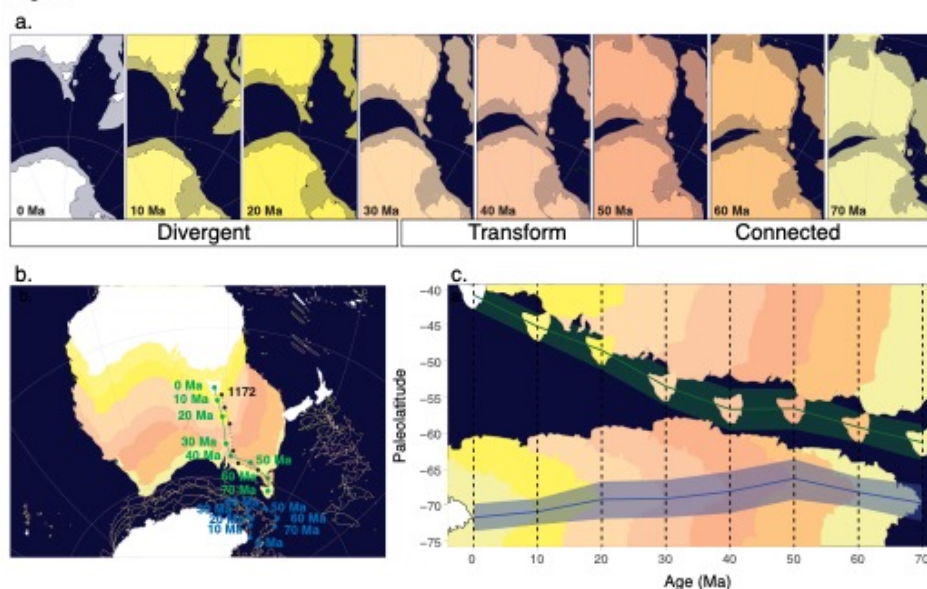 a.
0 Ma 10 Ma 20 Ma 30 Ma 40 Ma 50 Ma 60 Ma 70 Ma
Divergent Transform Connected
b.
0 Ma
10 Ma
20 Ma
30 Ma
40 Ma
50 Ma
60 Ma
70 Ma
1172
50 Ma
60 Ma
70 Ma
20
10 Ma
c.
Paleolatitude
-40
-45
-50
-55
-60
-65
-70
-75
0 10 20 30 40 50 60 70
Age (Ma)